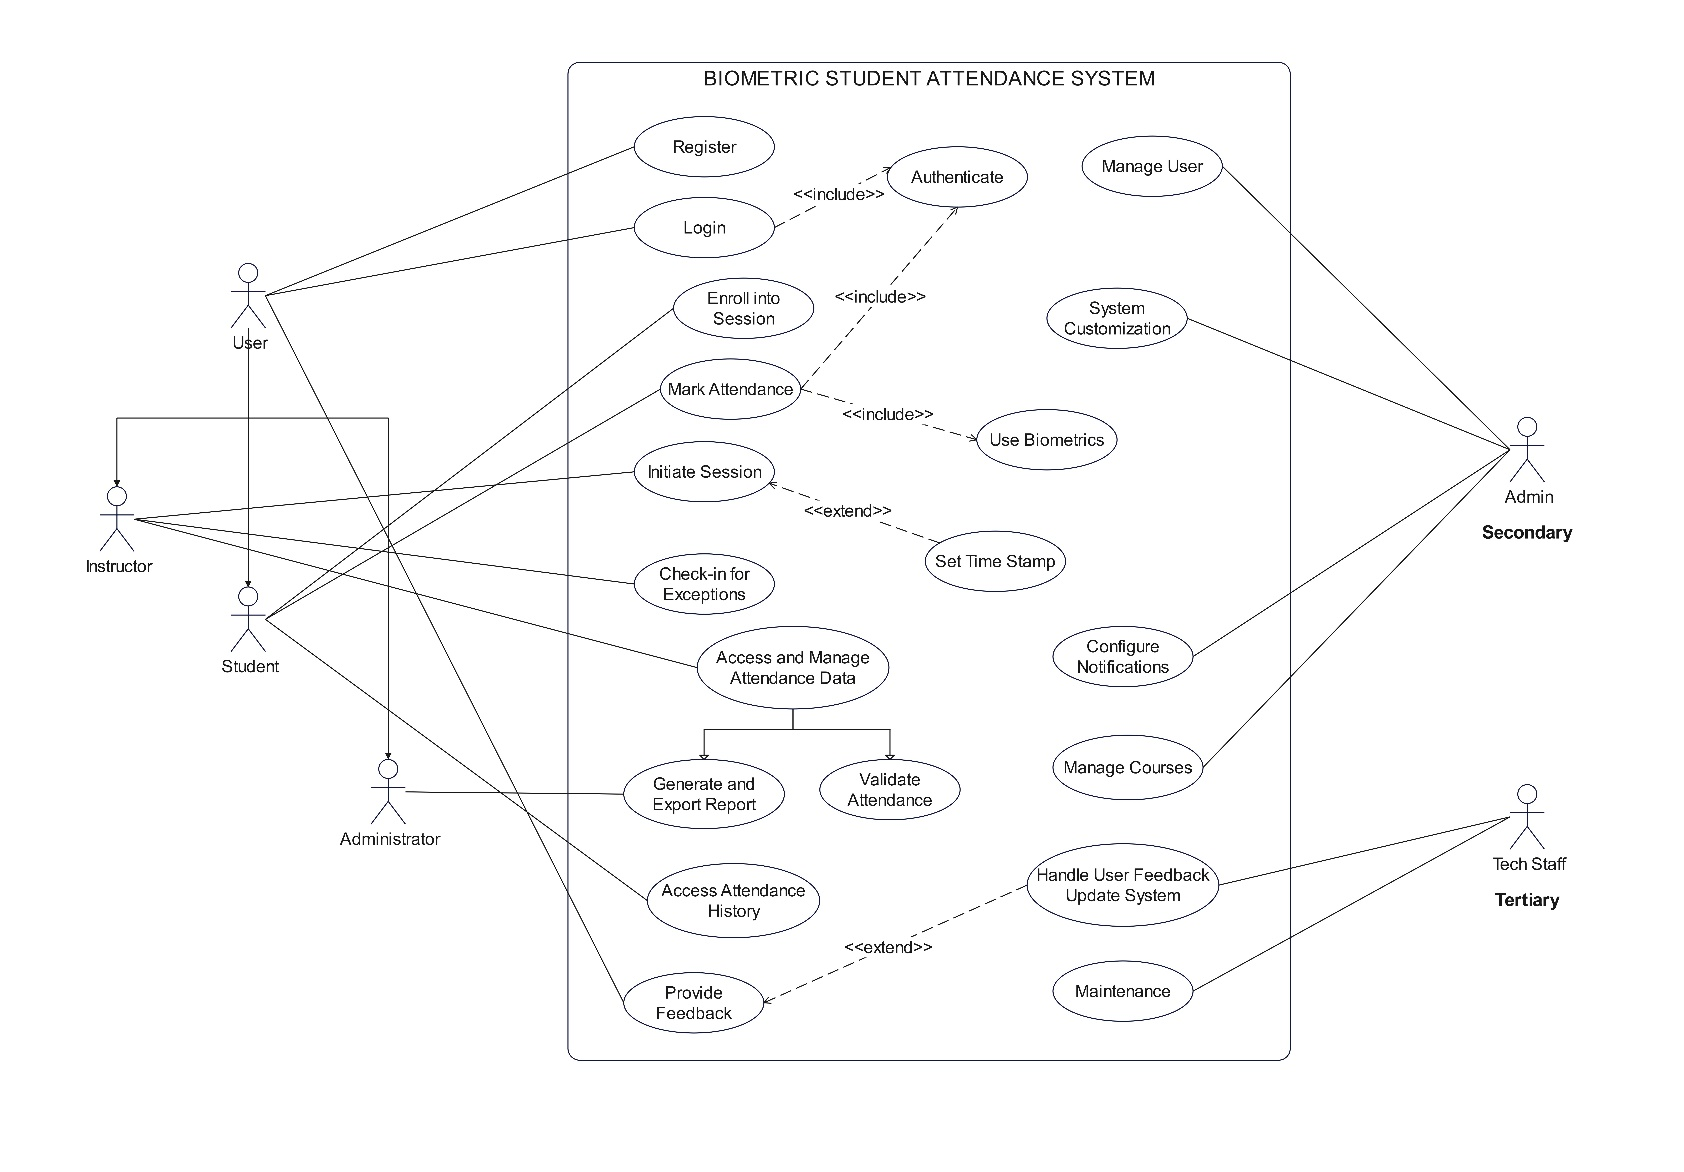 BIOMETRIC STUDENT ATTENDANCE SYSTEM
Register
Authenticate
Manage User
<<include>>
Login
Enroll into
Session
<<include>>
System
Customization
User
Mark Attendance
<<include>>
Use Biometrics
Initiate Session
<<extend>>
Set Time Stamp
Admin
Secondary
Instructor
Check-in for
Exceptions
Student
Access and Manage
Attendance Data
Configure
Notifications
Manage Courses
Generate and
Export Report
Validate
Attendance
Administrator
Access Attendance
History
Handle User Feedback
Update System
Tech Staff
Tertiary
<<extend>>
Provide
Feedback
Maintenance